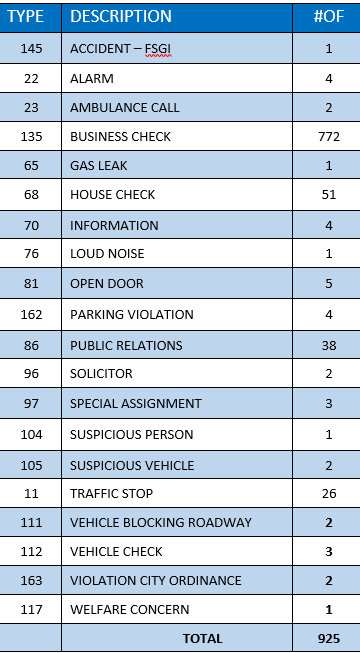 TYPE DESCRIPTION #OF
145 ACCIDENT – FSGI 1
22 ALARM 4
23 AMBULANCE CALL 2
135 BUSINESS CHECK 772
65 GAS LEAK 1
68 HOUSE CHECK 51
70 INFORMATION 4
76 LOUD NOISE 1
81 OPEN DOOR 5
162 PARKING VIOLATION 4
86 PUBLIC RELATIONS 38
96 SOLICITOR 2
97 SPECIAL ASSIGNMENT 3
104 SUSPICIOUS PERSON 1
105 SUSPICIOUS VEHICLE 2
11 TRAFFIC STOP 26
111 VEHICLE BLOCKING ROADWAY 2
112 VEHICLE CHECK 3
163 VIOLATION CITY ORDINANCE 2
117 WELFARE CONCERN 1
TOTAL 925